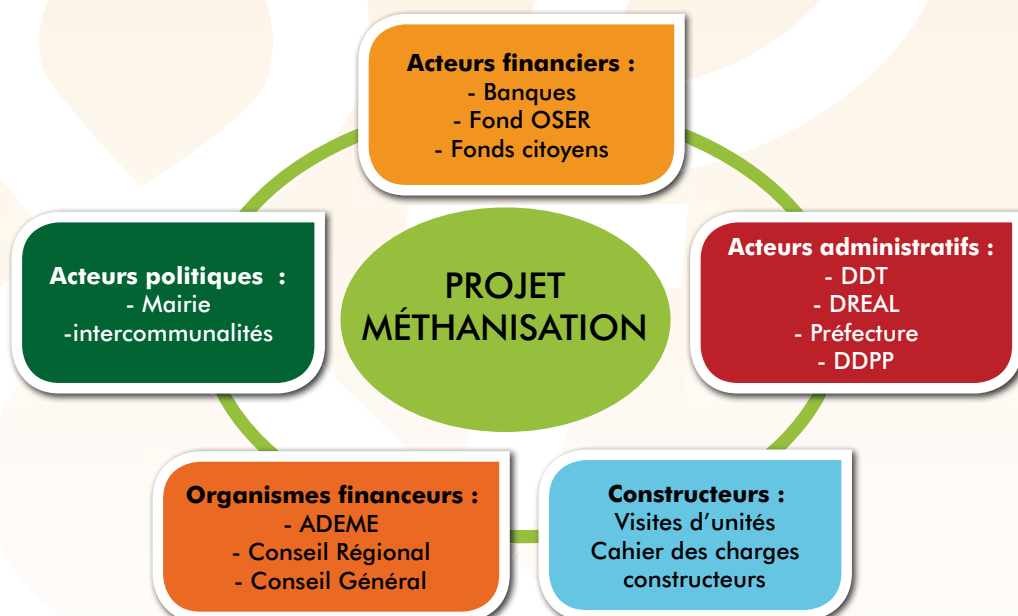 Acteurs financiers :
- Banques
- Fond OSER
- Fonds citoyens
Acteurs politiques :
- Mairie
-intercommunalités
PROJET
MÉTHANISATION
Acteurs administratifs :
- DDT
- DREAL
- Préfecture
- DDPP
Organismes financeurs :
- ADEME
- Conseil Régional
- Conseil Général
Constructeurs :
Visites d’unités
Cahier des charges
constructeurs